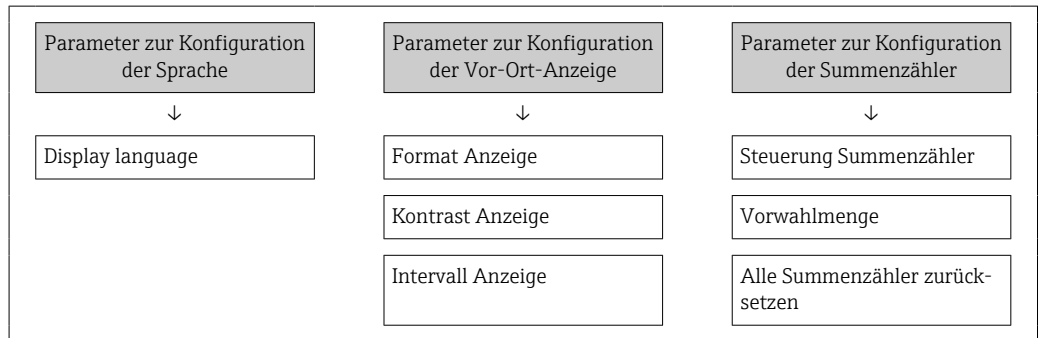 Parameter zur Konfiguration
der Sprache
↓
Display language
Parameter zur Konfiguration
der Vor-Ort-Anzeige
↓
Format Anzeige
Kontrast Anzeige
Intervall Anzeige
Parameter zur Konfiguration
der Summenzähler
↓
Steuerung Summenzähler
Vorwahlmenge
Alle Summenzähler zurück-
setzen